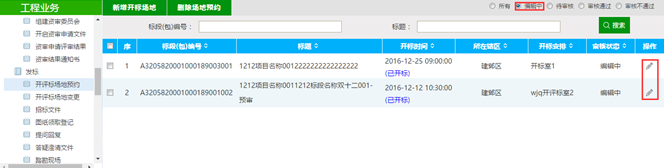 工程业务
组建资审委员会
开启资审申请文件
资审申请评审结果
资审结果通知书
发标
开评标场地预约
开评标场地变更
招标文件
图纸领取登记
提问回复
答疑澄清文件
踏勘现场
新增开标场地 删除场地预约
所有 编辑中 待审核 审核通过 审核不通过
标段(包)编号： 标题： 搜索
序 标段(包)编号 标题 开标时间 所在辖区 开标安排 审核状态 操作
1 A3205820001000189003001 1212项目名称0012222222222222222 2016-12-25 09:00:00 (已开标) 建邺区 开标室1 编辑中
2 A3205820001000189001002 1212项目名称0011212标段名称双十二001-预审 2016-12-12 10:30:00 (已开标) 建邺区 wjq开评标室2 编辑中